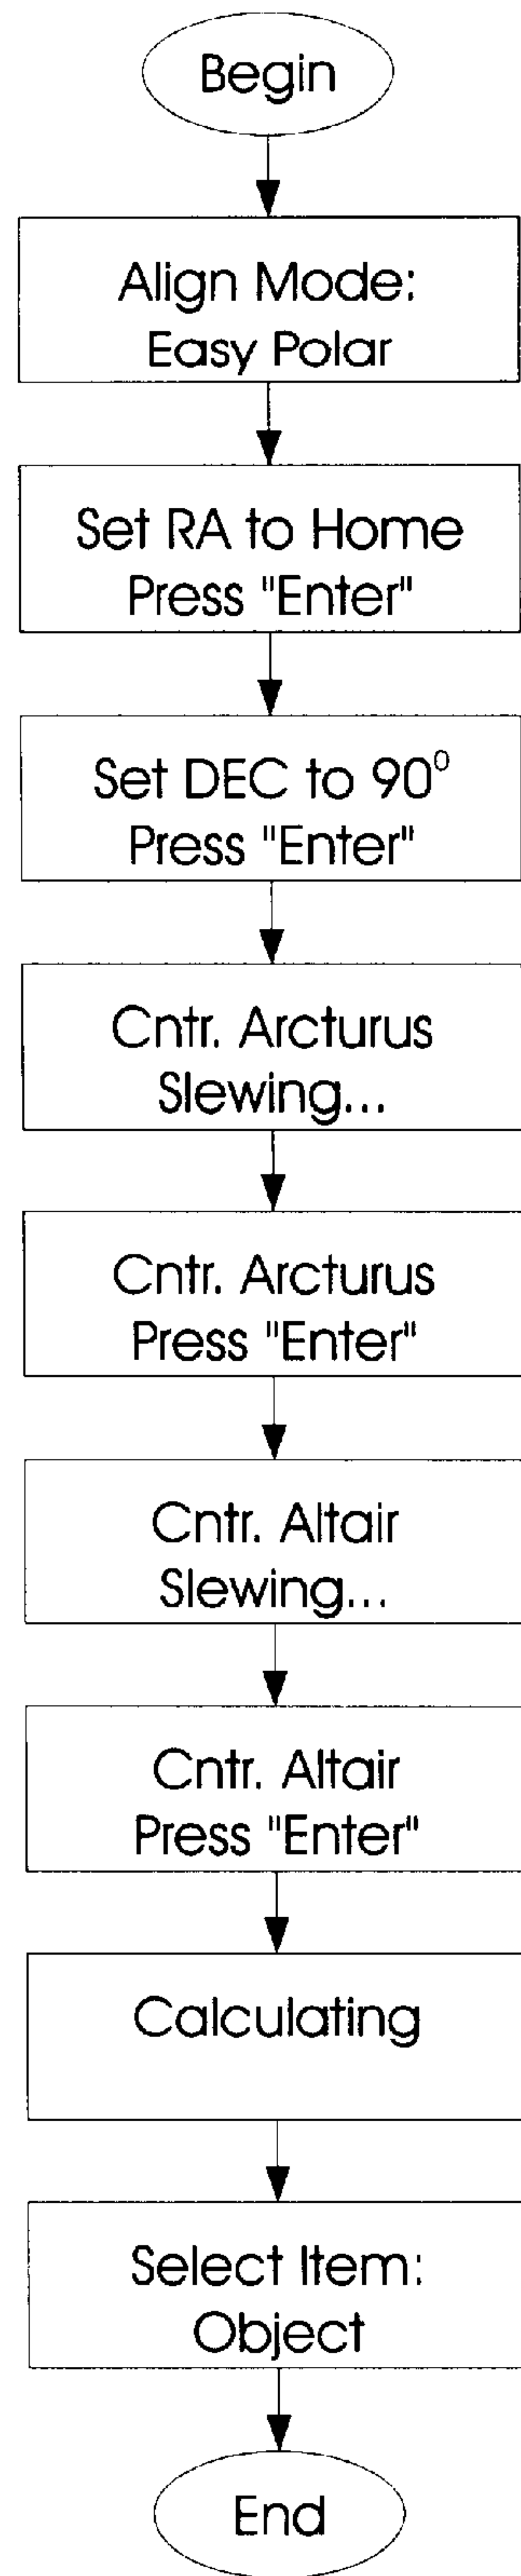 Begin
Align Mode:
Easy Polar
Set RA to Home
Press "Enter"
Set DEC to 90⁰
Press "Enter"
Cntr. Arcturus
Slewing...
Cntr. Arcturus
Press "Enter"
Cntr. Altair
Slewing...
Cntr. Altair
Press "Enter"
Calculating
Select Item:
Object
End